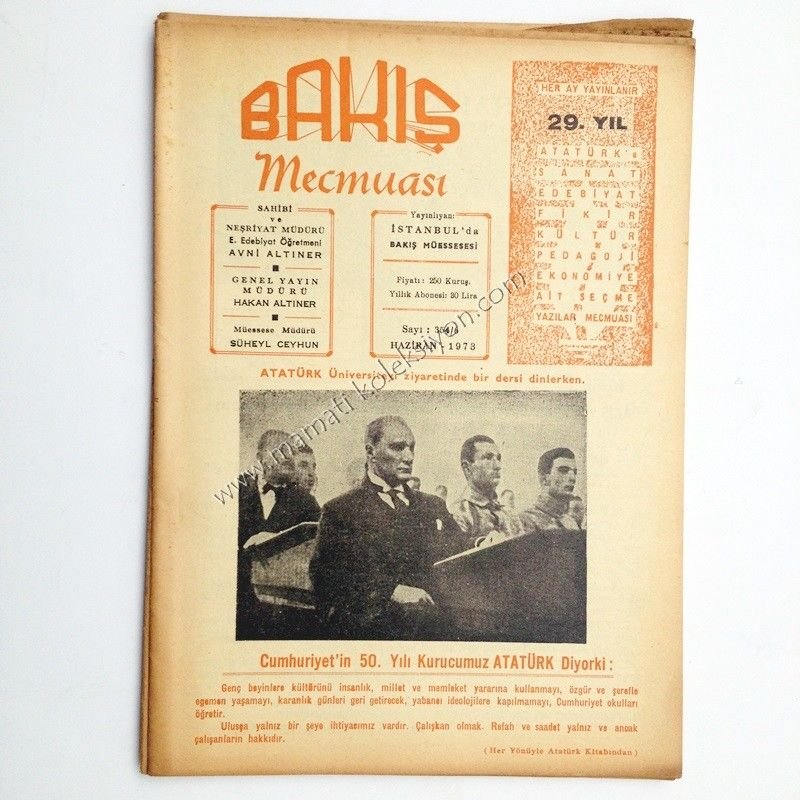 BAKIŞ
Mecmuası
SAHİBİ
ve
NEŞRİYAT MÜDÜRÜ
E. Edebiyat Öğretmeni
AVNİ ALTINER
GENEL YAYIN
MÜDÜRÜ
HAKAN ALTINER
Müessese Müdürü
SÜHEYL CEYHUN
Yayınlıyan:
İSTANBUL'da
BAKIŞ MÜESSESESİ
Fiyatı: 250 Kuruş.
Yıllık Abonesi: 30 Lira
Sayı :
HAZİRAN - 1973
HER AY YAYINLANIR
29. YIL
ATATÜRK'e
SANAT
EDEBİYAT
FİKİR
KÜLTÜR
PEDAGOJİ
EKONOMİYE
AİT SEÇME
YAZILAR MECMUASI
ATATÜRK Üniversiteyi ziyaretinde bir dersi dinlerken.
www.mamatikoleksiyon.com
Cumhuriyet'in 50. Yılı Kurucumuz ATATÜRK Diyorki :
Genç beyinlere kültürünü insanlık, millet ve memleket yararına kullanmayı, özgür ve şerefle
egemen yaşamayı, karanlık günleri geri getirecek, yabancı ideolojilere kapılmamayı, Cumhuriyet okulları
öğretir.
Ulusça yalnız bir şeye ihtiyacımız vardır. Çalışkan olmak. Refah ve saadet yalnız ve ancak
çalışanların hakkıdır.
(Her Yönüyle Atatürk Kitabından)